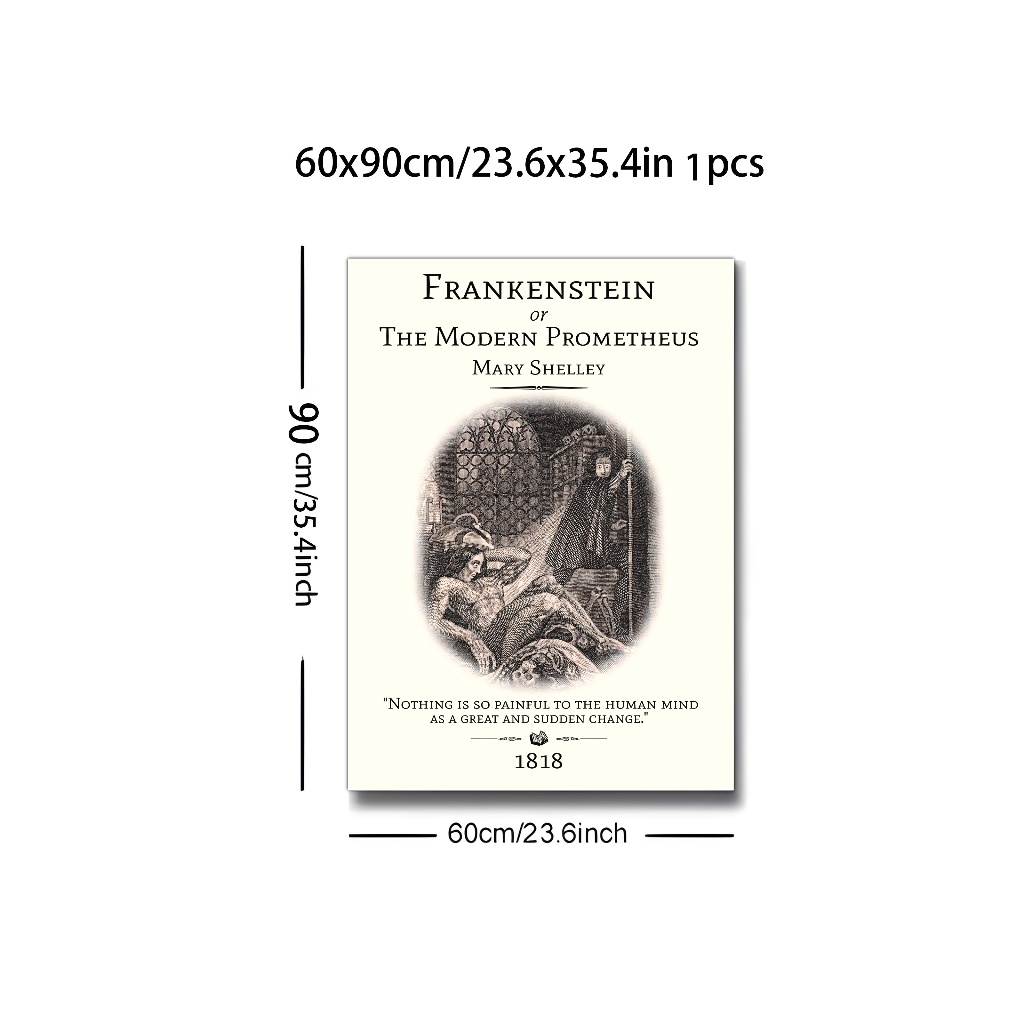 60x90cm/23.6x35.4in 1pcs
90 cm/35.4inch
FRANKENSTEIN
or
THE MODERN PROMETHEUS
MARY SHELLEY
"NOTHING IS SO PAINFUL TO THE HUMAN MIND
AS A GREAT AND SUDDEN CHANGE."
1818
60cm/23.6inch